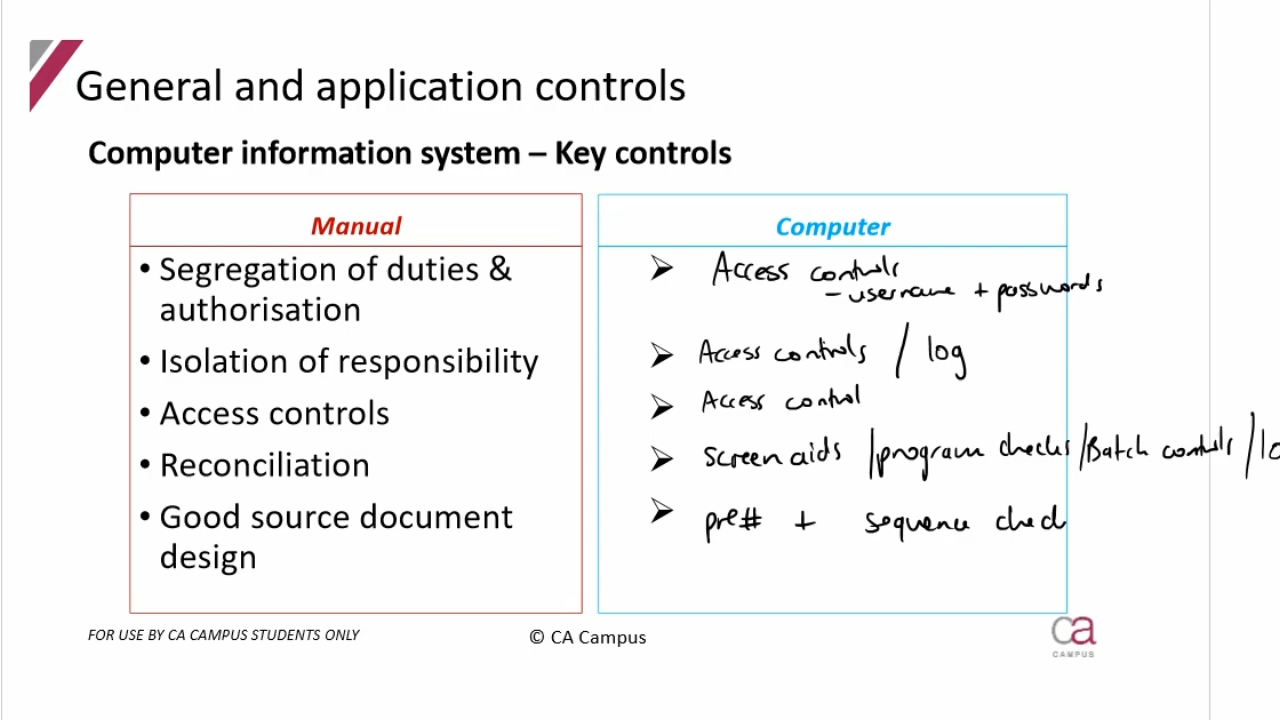 General and application controls
Computer information system – Key controls
Manual
• Segregation of duties &
authorisation
• Isolation of responsibility
• Access controls
• Reconciliation
• Good source document
design
Computer
➢ Access controls
– username + passwords
➢ Access controls / log
➢ Access control
➢ Screen aids /program checks/Batch controls/
➢ pre# + sequence check
FOR USE BY CA CAMPUS STUDENTS ONLY
© CA Campus
ca
CAMPUS